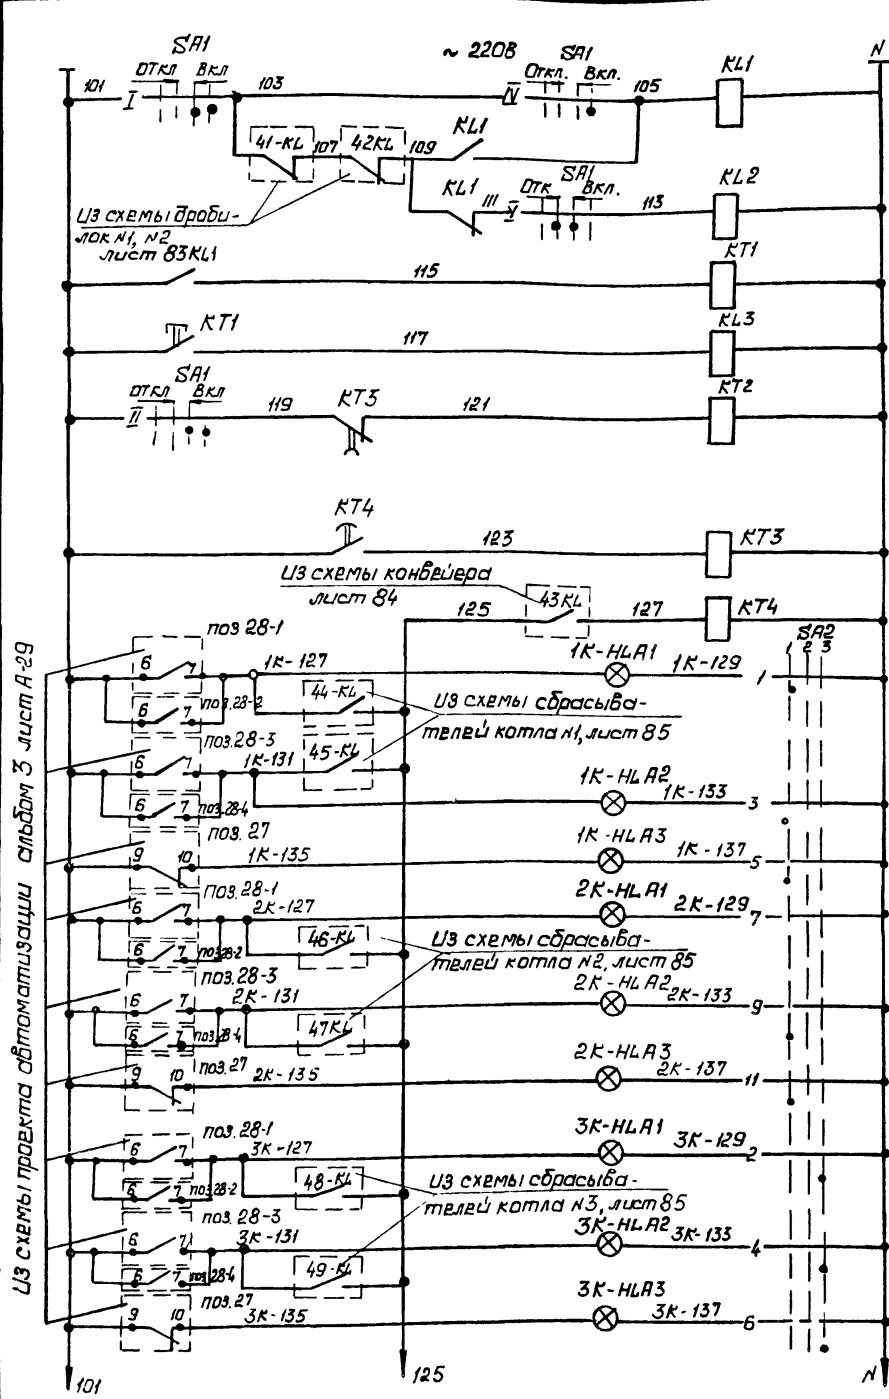 SA1
~ 220В
SA1
N
ОТКЛ
Вкл
Откл.
Вкл.
KL1
101
I
103
IV
105
41-KL
107
42KL
109
KL1
KL1
111
V
SA1
ОТК
Вкл.
113
KL2
Из схемы дроби-
лок N1, N2
лист 83
KL1
115
KT1
KT1
117
KL3
SA1
ОТКЛ
Вкл
II
119
KT3
121
KT2
KT4
123
KT3
Из схемы конвейера
лист 84
125
43KL
127
KT4
SA2
1 2 3
Из схемы проекта автоматизации альбом 3 лист А-29
поз 28-1
6 7
1К-127
1К-HLA1
1К-129
1
6 7
поз 28-2
44-KL
Из схемы сбрасыва-
телей котла N1, лист 85
поз.28-3
6 7
1К-131
45-KL
1К-HLA2
1К-133
3
6 7
поз.28-4
поз. 27
9 10
1К-135
1К-HLA3
1К-137
5
поз.28-1
6 7
2К-127
2К-HLA1
2К-129
7
6 7
поз.28-2
46-KL
Из схемы сбрасыва-
телей котла N2, лист 85
поз.28-3
6 7
2К-131
2К-HLA2
2К-133
9
6 7
поз.28-4
47KL
поз.27
9 10
2К-135
2К-HLA3
2К-137
11
поз.28-1
6 7
3К-127
3К-HLA1
3К-129
2
6 7
поз.28-2
48-KL
Из схемы сбрасыва-
телей котла N3, лист 85
поз.28-3
6 7
3К-131
3К-HLA2
3К-133
4
6 7
поз.28-4
49-KL
поз.27
9 10
3К-135
3К-HLA3
3К-137
6
101
125
N